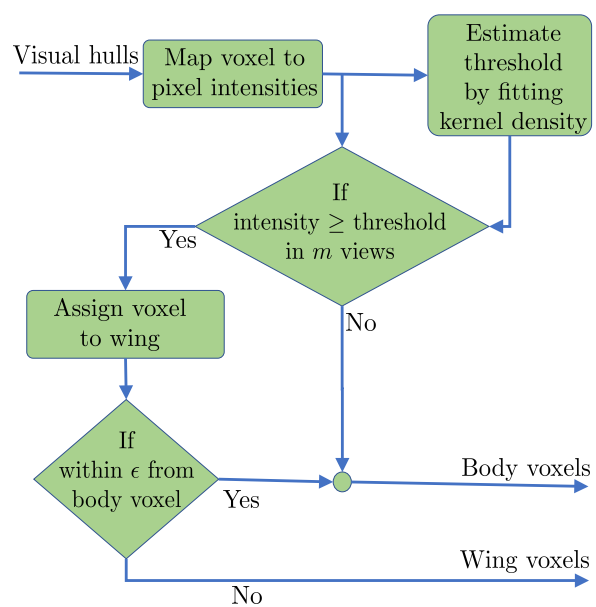 Visual hulls
Map voxel to
pixel intensities
Estimate
threshold
by fitting
kernel density
If
intensity ≥ threshold
in m views
Yes
Assign voxel
to wing
No
If
within ϵ from
body voxel
Yes
Body voxels
Wing voxels
No